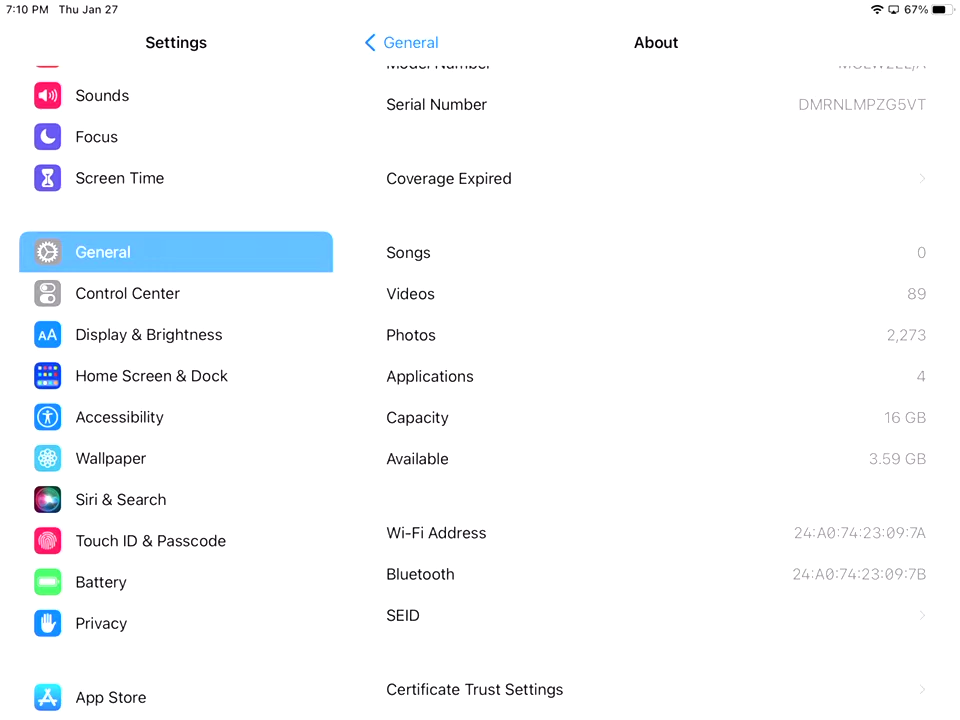 7:10 PM Thu Jan 27
67%
Settings
General
About
Sounds
Focus
Screen Time
General
Control Center
Display & Brightness
Home Screen & Dock
Accessibility
Wallpaper
Siri & Search
Touch ID & Passcode
Battery
Privacy
App Store
Model Number
Serial Number DMRNLMPZG5VT
Coverage Expired
Songs 0
Videos 89
Photos 2,273
Applications 4
Capacity 16 GB
Available 3.59 GB
Wi-Fi Address 24:A0:74:23:09:7A
Bluetooth 24:A0:74:23:09:7B
SEID
Certificate Trust Settings